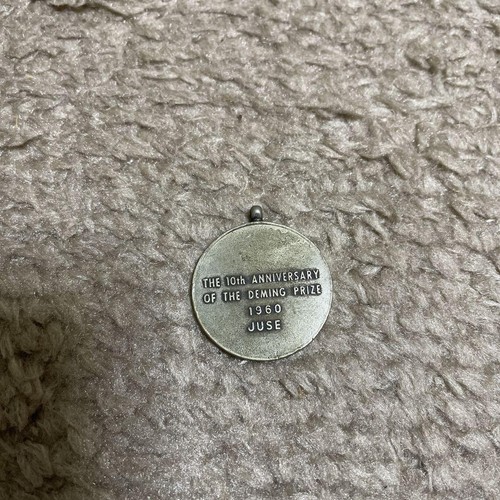 THE 10th ANNIVERSARY
OF THE DEMING PRIZE
1960
JUSE